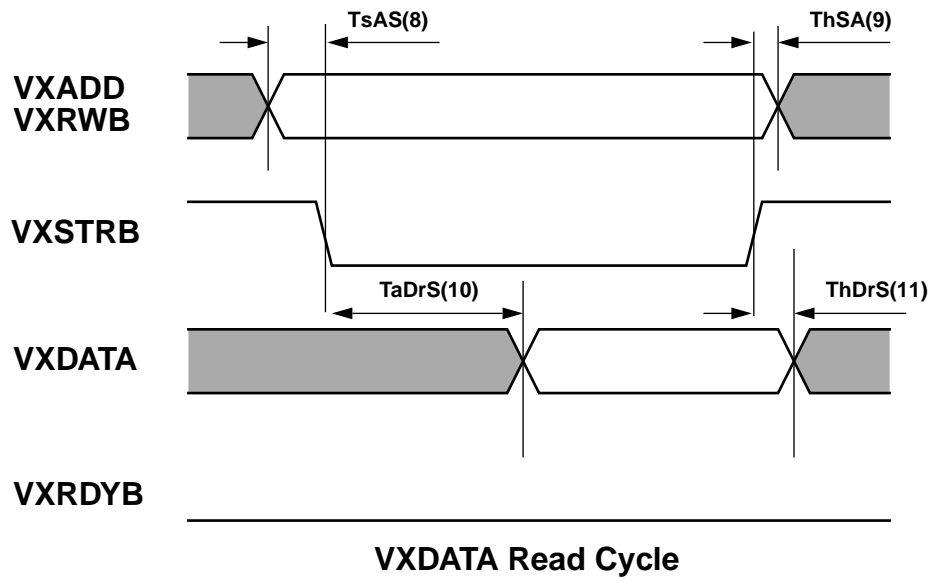 TsAS(8)
ThSA(9)
VXADD
VXRWB
VXSTRB
TaDrS(10)
ThDrS(11)
VXDATA
VXRDYB
VXDATA Read Cycle